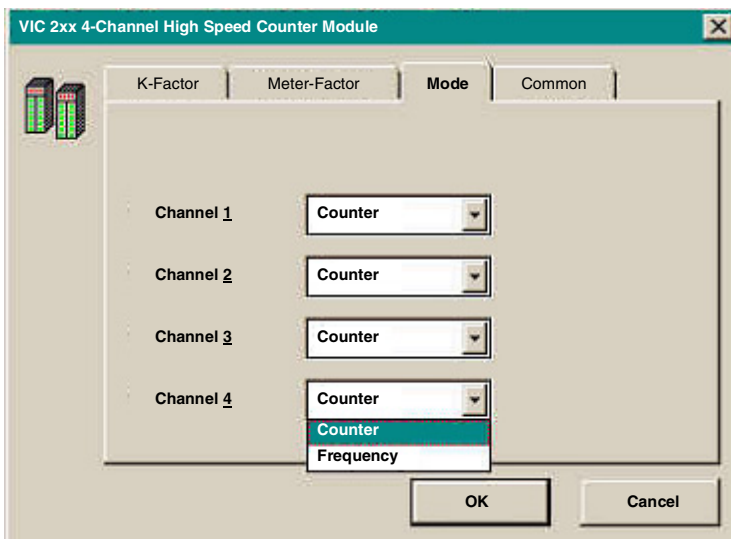 VIC 2xx 4-Channel High Speed Counter Module
K-Factor Meter-Factor Mode Common
Channel 1 Counter
Channel 2 Counter
Channel 3 Counter
Channel 4 Counter
Counter
Frequency
OK Cancel